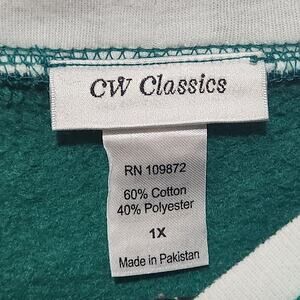 CW Classics
RN 109872
60% Cotton
40% Polyester
1X
Made in Pakistan